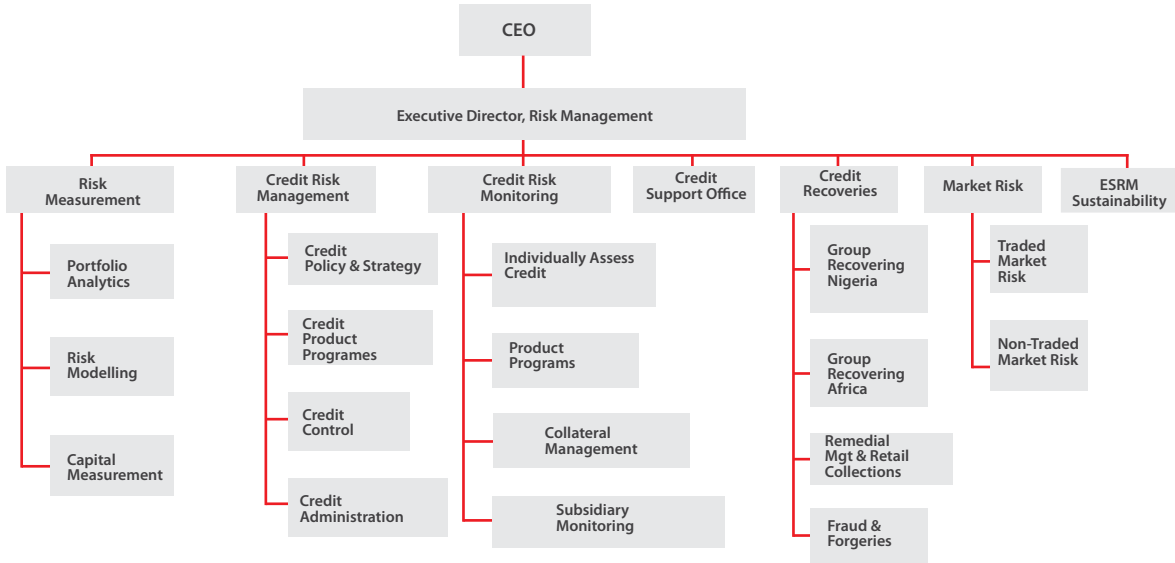 CEO
Executive Director, Risk Management
Risk
Measurement
Credit Risk
Management
Credit Risk
Monitoring
Credit
Support Office
Credit
Recoveries
Market Risk
ESRM
Sustainability
Portfolio
Analytics
Risk
Modelling
Capital
Measurement
Credit
Policy & Strategy
Credit
Product
Programes
Credit
Control
Credit
Administration
Individually Assess
Credit
Product
Programs
Collateral
Management
Subsidiary
Monitoring
Group
Recovering
Nigeria
Group
Recovering
Africa
Remedial
Mgt & Retail
Collections
Fraud &
Forgeries
Traded
Market
Risk
Non-Traded
Market Risk